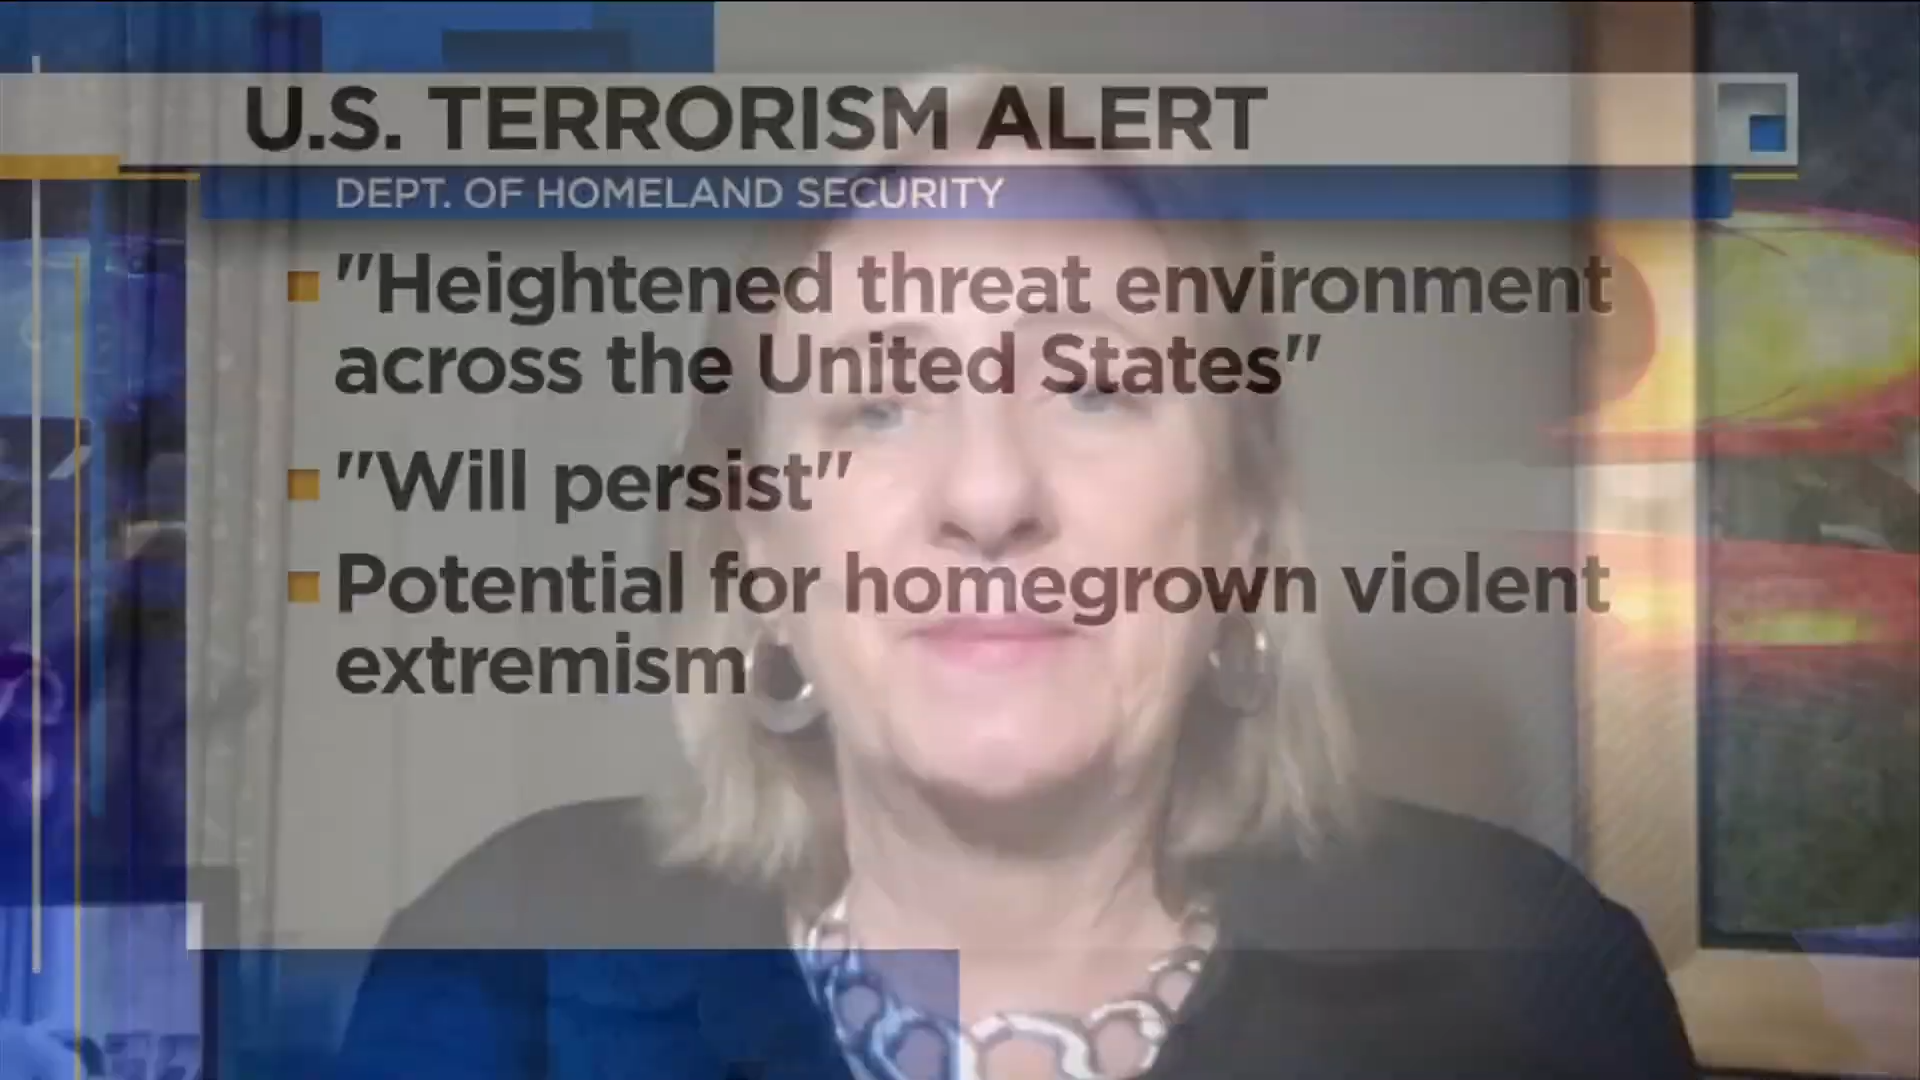 U.S. TERRORISM ALERT
DEPT. OF HOMELAND SECURITY
"Heightened threat environment
across the United States"
"Will persist"
Potential for homegrown violent
extremism